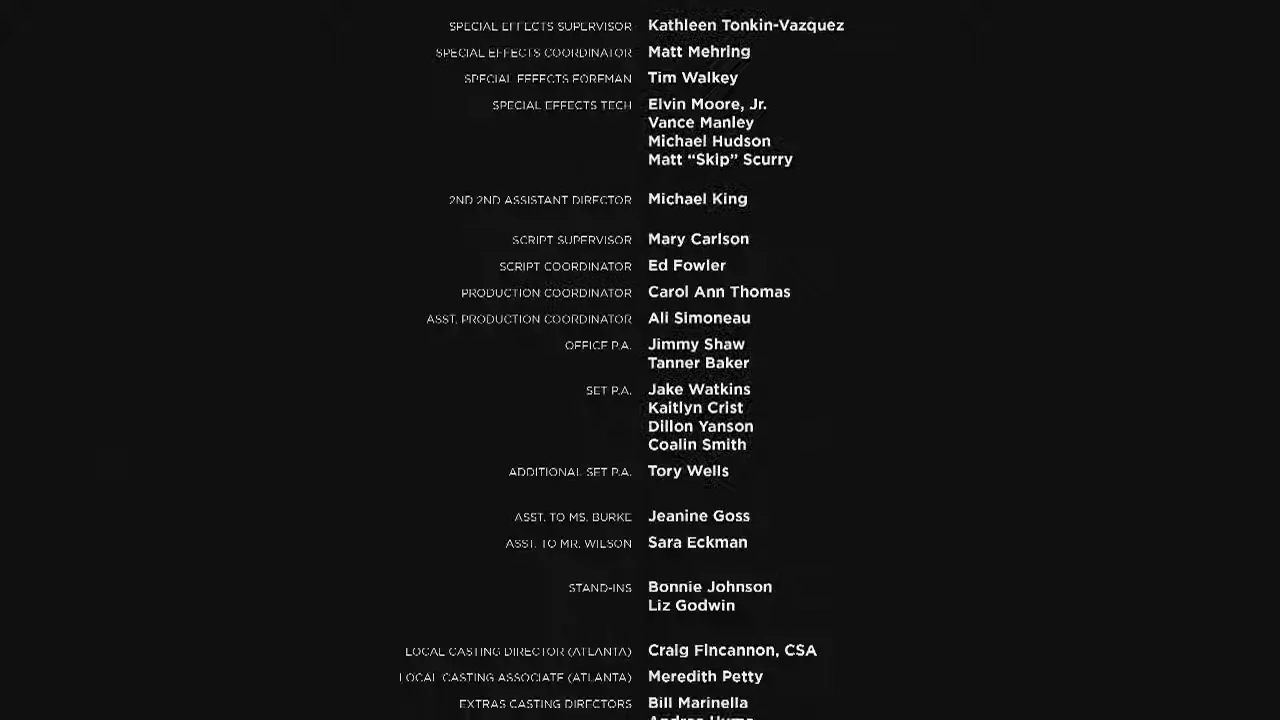 SPECIAL EFFECTS SUPERVISOR Kathleen Tonkin-Vazquez
SPECIAL EFFECTS COORDINATOR Matt Mehring
SPECIAL EFFECTS FOREMAN Tim Walkey
SPECIAL EFFECTS TECH Elvin Moore, Jr.
Vance Manley
Michael Hudson
Matt “Skip” Scurry
2ND 2ND ASSISTANT DIRECTOR Michael King
SCRIPT SUPERVISOR Mary Carlson
SCRIPT COORDINATOR Ed Fowler
PRODUCTION COORDINATOR Carol Ann Thomas
ASST. PRODUCTION COORDINATOR Ali Simoneau
OFFICE P.A. Jimmy Shaw
Tanner Baker
SET P.A. Jake Watkins
Kaitlyn Crist
Dillon Yanson
Coalin Smith
ADDITIONAL SET P.A. Tory Wells
ASST. TO MS. BURKE Jeanine Goss
ASST. TO MR. WILSON Sara Eckman
STAND-INS Bonnie Johnson
Liz Godwin
LOCAL CASTING DIRECTOR (ATLANTA) Craig Fincannon, CSA
LOCAL CASTING ASSOCIATE (ATLANTA) Meredith Petty
EXTRAS CASTING DIRECTORS Bill Marinella